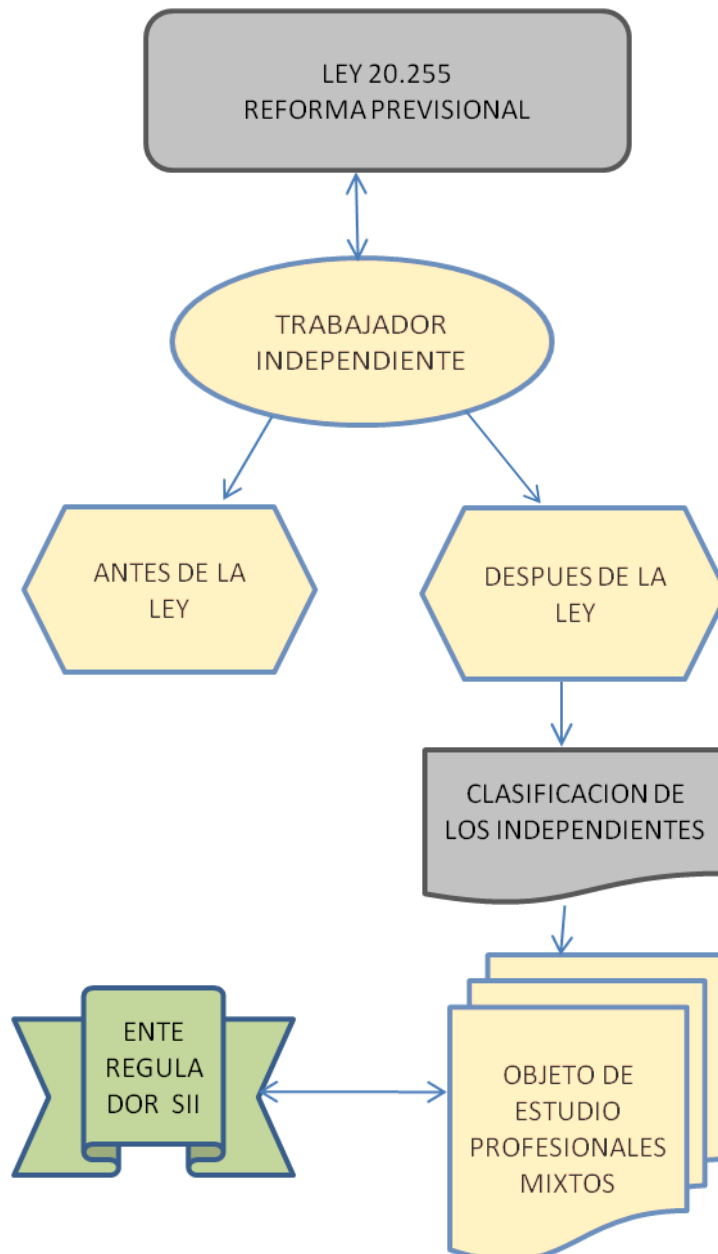 LEY 20.255
REFORMA PREVISIONAL
TRABAJADOR
INDEPENDIENTE
ANTES DE LA
LEY
DESPUES DE LA
LEY
CLASIFICACION DE
LOS INDEPENDIENTES
ENTE
REGULA
DOR SII
OBJETO DE
ESTUDIO
PROFESIONALES
MIXTOS